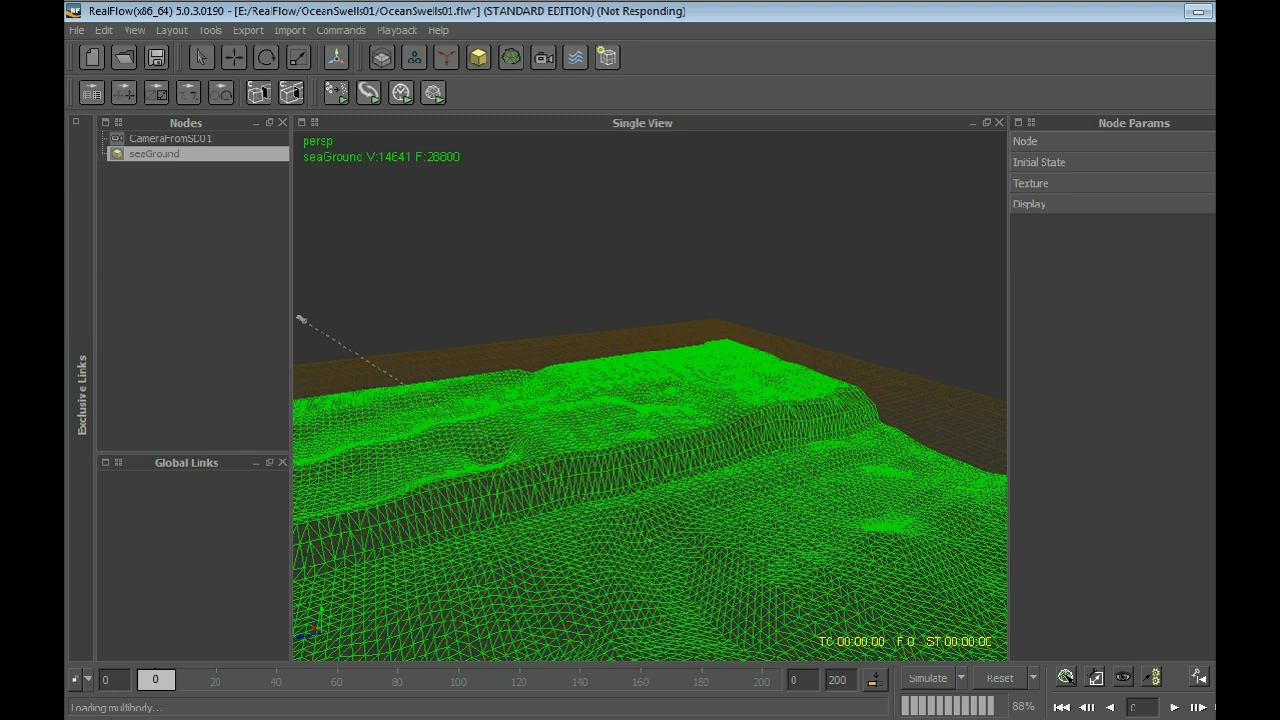 RealFlow(x86_64) 5.0.3.0190 - [E:/RealFlow/OceanSwells01/OceanSwells01.flw*] (STANDARD EDITION) (Not Responding)
File Edit View Layout Tools Export Import Commands Playback Help
Nodes
Single View
Node Params
CameraFromSD01
seaGround
persp
seaGround V:14641 F:28800
Node
Initial State
Texture
Display
Exclusive Links
Global Links
TC 00:00:00 F 0 ST 00:00:00
0 0 20 40 60 80 100 120 140 160 180 200 0 200 Simulate Reset
Loading multibody... 88% 0